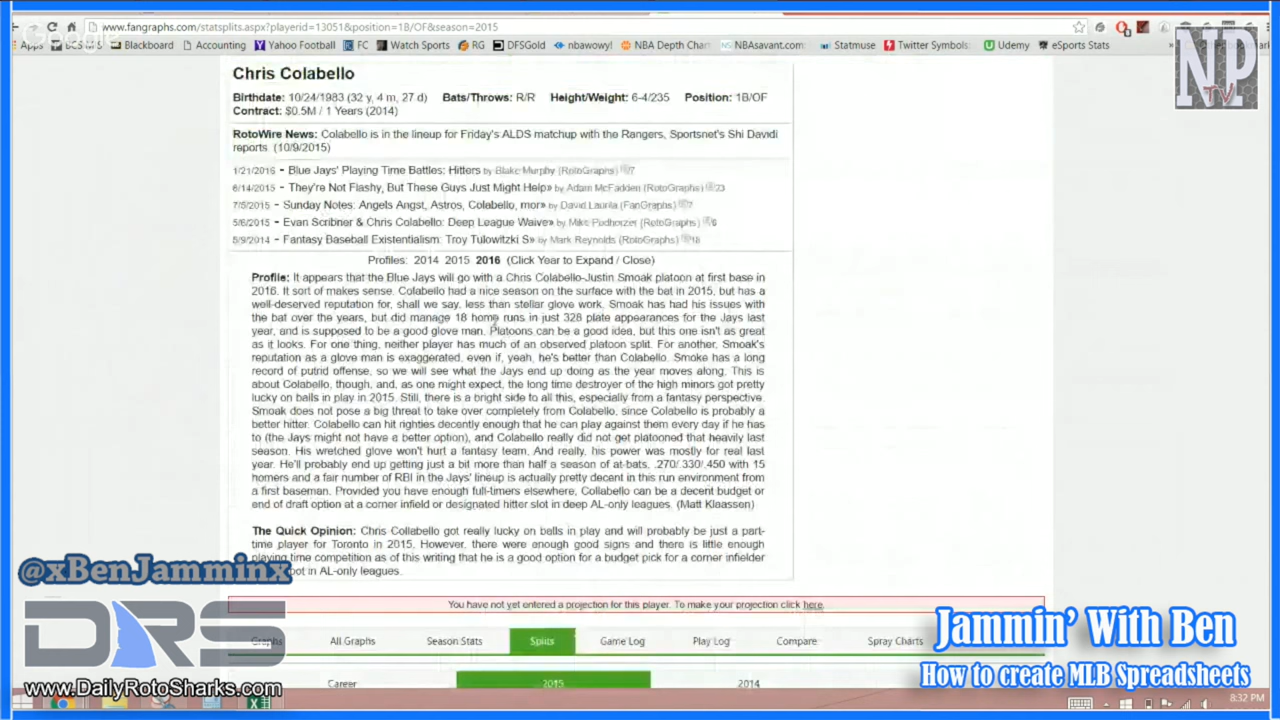 www.fangraphs.com/statsplits.aspx?playerid=13051&position=1B/OF&season=2015
Apps BCS MIS Blackboard Accounting Yahoo Football FC Watch Sports RG DFSGold nbawowy! NBA Depth Char NBAsavant.com Statmuse Twitter Symbols: Udemy eSports Stats
NP
TV
Chris Colabello
Birthdate: 10/24/1983 (32 y, 4 m, 27 d) Bats/Throws: R/R Height/Weight: 6-4/235 Position: 1B/OF
Contract: $0.5M / 1 Years (2014)
RotoWire News: Colabello is in the lineup for Friday's ALDS matchup with the Rangers, Sportsnet's Shi Davidi
reports. (10/9/2015)
1/21/2016 - Blue Jays' Playing Time Battles: Hitters by Blake Murphy (RotoGraphs) 7
8/14/2015 - They're Not Flashy, But These Guys Just Might Help» by Adam McFadden (RotoGraphs) 23
7/5/2015 - Sunday Notes: Angels Angst, Astros, Colabello, mor» by David Laurila (FanGraphs) 7
5/6/2015 - Evan Scribner & Chris Colabello: Deep League Waive» by Mike Podhorzer (RotoGraphs) 6
5/9/2014 - Fantasy Baseball Existentialism: Troy Tulowitzki S» by Mark Reynolds (RotoGraphs) 18
Profiles: 2014 2015 2016 (Click Year to Expand / Close)
Profile: It appears that the Blue Jays will go with a Chris Colabello-Justin Smoak platoon at first base in
2016. It sort of makes sense. Colabello had a nice season on the surface with the bat in 2015, but has a
well-deserved reputation for, shall we say, less than stellar glove work. Smoak has had his issues with
the bat over the years, but did manage 18 home runs in just 328 plate appearances for the Jays last
year, and is supposed to be a good glove man. Platoons can be a good idea, but this one isn't as great
as it looks. For one thing, neither player has much of an observed platoon split. For another, Smoak's
reputation as a glove man is exaggerated, even if, yeah, he's better than Colabello. Smoke has a long
record of putrid offense, so we will see what the Jays end up doing as the year moves along. This is
about Colabello, though, and, as one might expect, the long time destroyer of the high minors got pretty
lucky on balls in play in 2015. Still, there is a bright side to all this, especially from a fantasy perspective.
Smoak does not pose a big threat to take over completely from Colabello, since Colabello is probably a
better hitter. Colabello can hit righties decently enough that he can play against them every day if he has
to (the Jays might not have a better option), and Colabello really did not get platooned that heavily last
season. His wretched glove won't hurt a fantasy team. And really, his power was mostly for real last
year. He'll probably end up getting just a bit more than half a season of at-bats, .270/.330/.450 with 15
homers and a fair number of RBI in the Jays' lineup is actually pretty decent in this run environment from
a first baseman. Provided you have enough full-timers elsewhere, Collabello can be a decent budget or
end of draft option at a corner infield or designated hitter slot in deep AL-only leagues. (Matt Klaassen)
The Quick Opinion: Chris Collabello got really lucky on balls in play and will probably be just a part-
time player for Toronto in 2015. However, there were enough good signs and there is little enough
playing time competition as of this writing that he is a good option for a budget pick for a corner infielder
pot in AL-only leagues.
@xBenJamminx
You have not yet entered a projection for this player. To make your projection click here.
DRS
Graphs All Graphs Season Stats Splits Game Log Play Log Compare Spray Charts
Jammin' With Ben
How to create MLB Spreadsheets
Career 2015 2014
www.DailyRotoSharks.com
8:32 PM